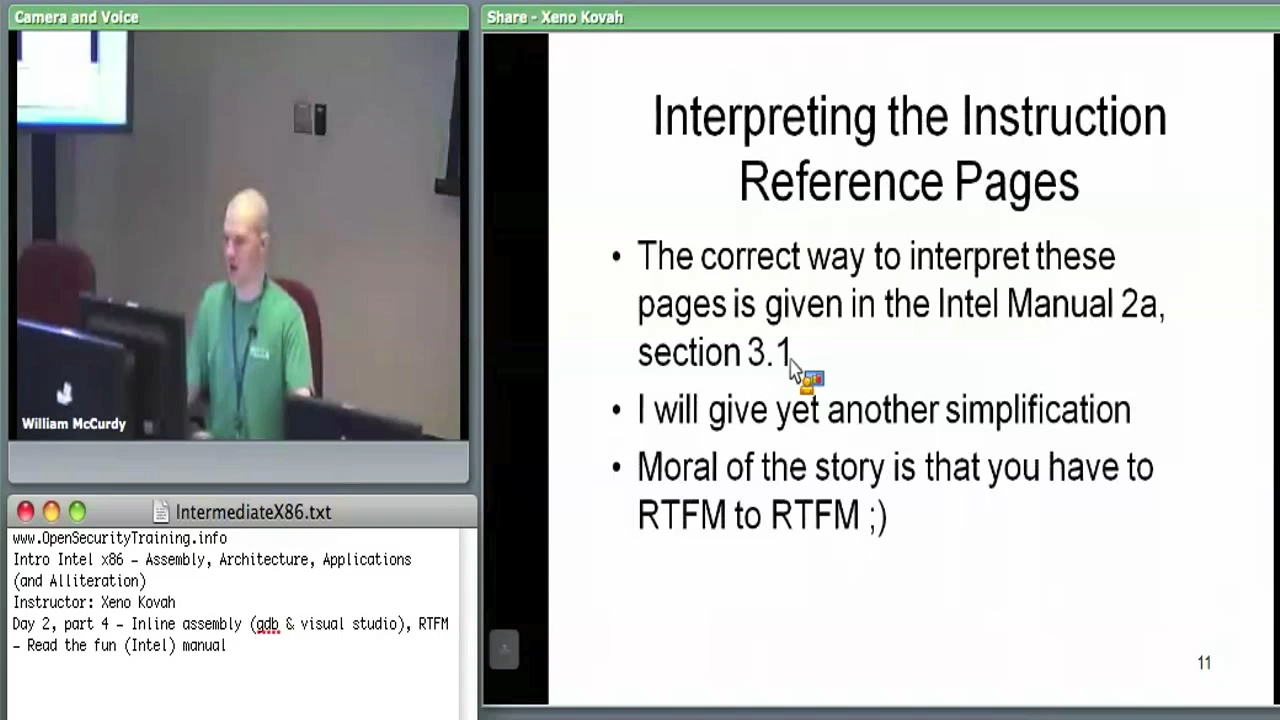 Camera and Voice
William McCurdy
IntermediateX86.txt
www.OpenSecurityTraining.info
Intro Intel x86 – Assembly, Architecture, Applications
(and Alliteration)
Instructor: Xeno Kovah
Day 2, part 4 – Inline assembly (gdb & visual studio), RTFM
– Read the fun (Intel) manual
Share - Xeno Kovah
Interpreting the Instruction
Reference Pages
• The correct way to interpret these
pages is given in the Intel Manual 2a,
section 3.1
• I will give yet another simplification
• Moral of the story is that you have to
RTFM to RTFM ;)
11